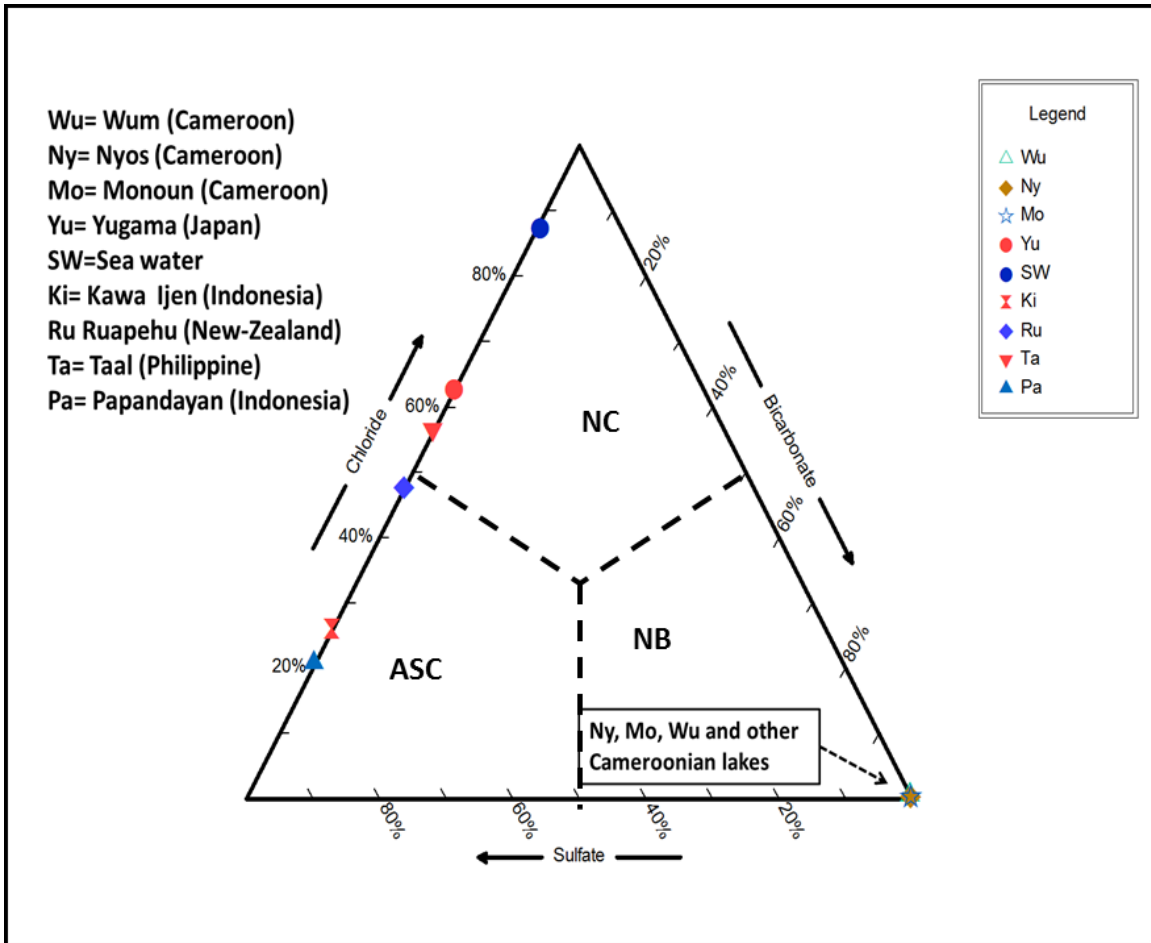 Wu= Wum (Cameroon)
Ny= Nyos (Cameroon)
Mo= Monoun (Cameroon)
Yu= Yugama (Japan)
SW=Sea water
Ki= Kawa Ijen (Indonesia)
Ru Ruapehu (New-Zealand)
Ta= Taal (Philippine)
Pa= Papandayan (Indonesia)
Legend
Wu
Ny
Mo
Yu
SW
Ki
Ru
Ta
Pa
80%
60%
40%
20%
Chloride
20%
40%
60%
80%
Bicarbonate
NC
ASC
NB
Ny, Mo, Wu and other
Cameroonian lakes
80%
60%
40%
20%
Sulfate